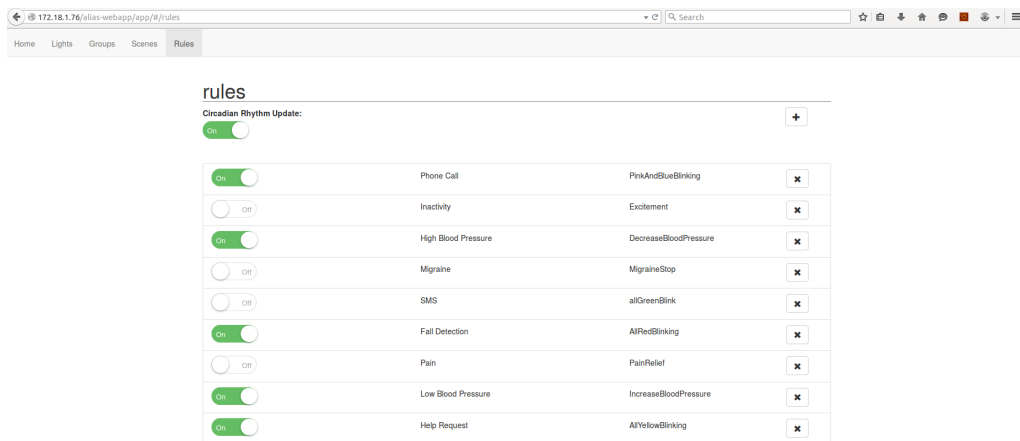 172.18.1.76/alias-webapp/app/#/rules Search
Home Lights Groups Scenes Rules
rules
Circadian Rhythm Update:
On
On Phone Call PinkAndBlueBlinking
Off Inactivity Excitement
On High Blood Pressure DecreaseBloodPressure
Off Migraine MigraineStop
Off SMS allGreenBlink
On Fall Detection AllRedBlinking
Off Pain PainRelief
On Low Blood Pressure IncreaseBloodPressure
On Help Request AllYellowBlinking